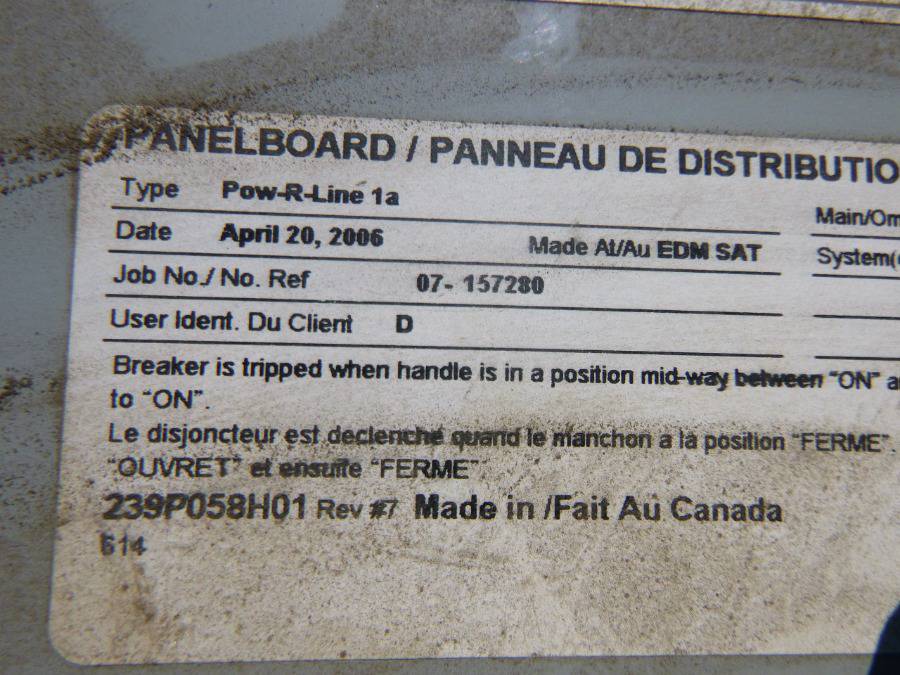 PANELBOARD / PANNEAU DE DISTRIBUTIO
Type Pow-R-Line 1a
Main/Om
Date April 20, 2006 Made At/Au EDM SAT
System(
Job No./ No. Ref 07- 157280
User Ident. Du Client D
Breaker is tripped when handle is in a position mid-way between "ON" a
to "ON".
Le disjoncteur est declenche quand le manchon a la position "FERME".
"OUVRET" et ensuite "FERME"
239P058H01 Rev #7 Made in /Fait Au Canada
614